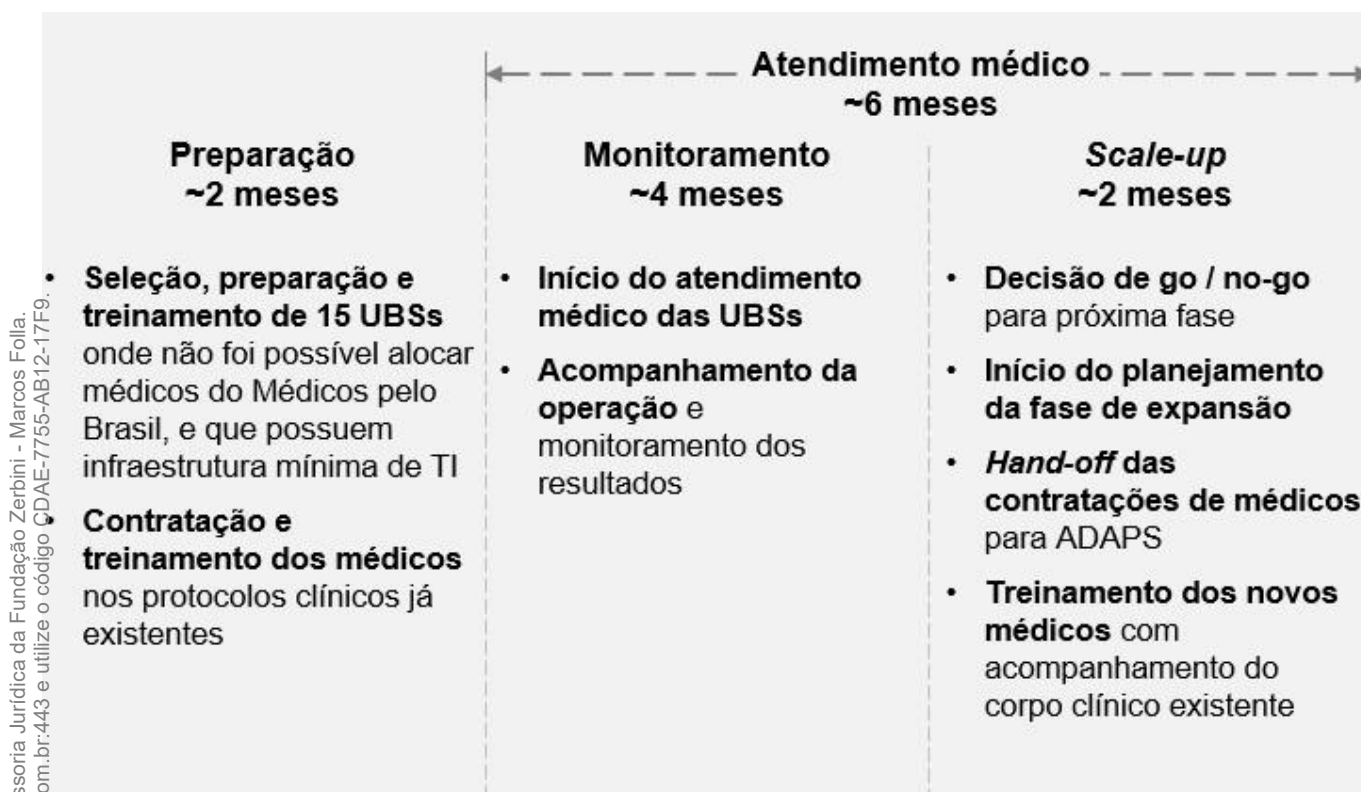 Atendimento médico
~6 meses
Preparação
~2 meses
• Seleção, preparação e
treinamento de 15 UBSs
onde não foi possível alocar
médicos do Médicos pelo
Brasil, e que possuem
infraestrutura mínima de TI
• Contratação e
treinamento dos médicos
nos protocolos clínicos já
existentes
Monitoramento
~4 meses
• Início do atendimento
médico das UBSs
• Acompanhamento da
operação e
monitoramento dos
resultados
Scale-up
~2 meses
• Decisão de go / no-go
para próxima fase
• Início do planejamento
da fase de expansão
• Hand-off das
contratações de médicos
para ADAPS
• Treinamento dos novos
médicos com
acompanhamento do
corpo clínico existente
ssoria Jurídica da Fundação Zerbini - Marcos Folla.
om.br:443 e utilize o código CDAE-7755-AB12-17F9.